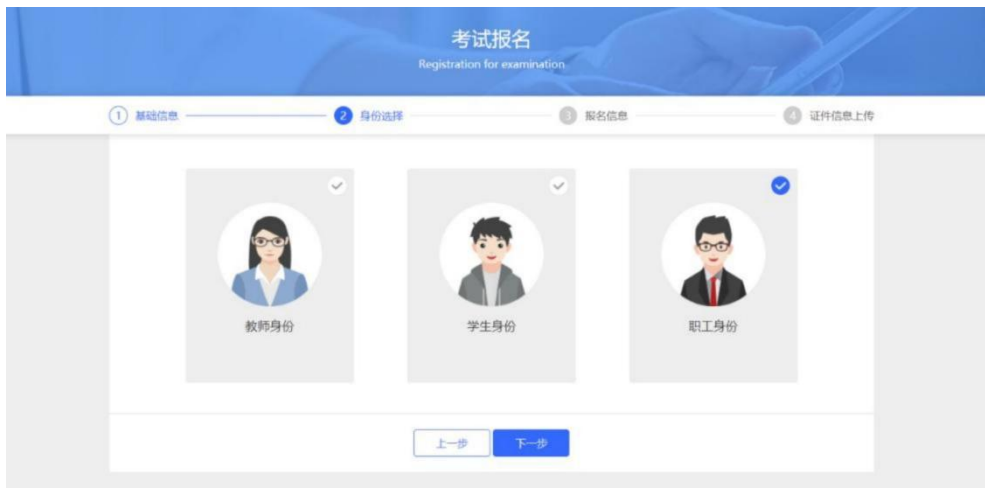 考试报名
Registration for examination
1 基础信息 2 身份选择 3 报名信息 4 证件信息上传
教师身份 学生身份 职工身份
上一步 下一步